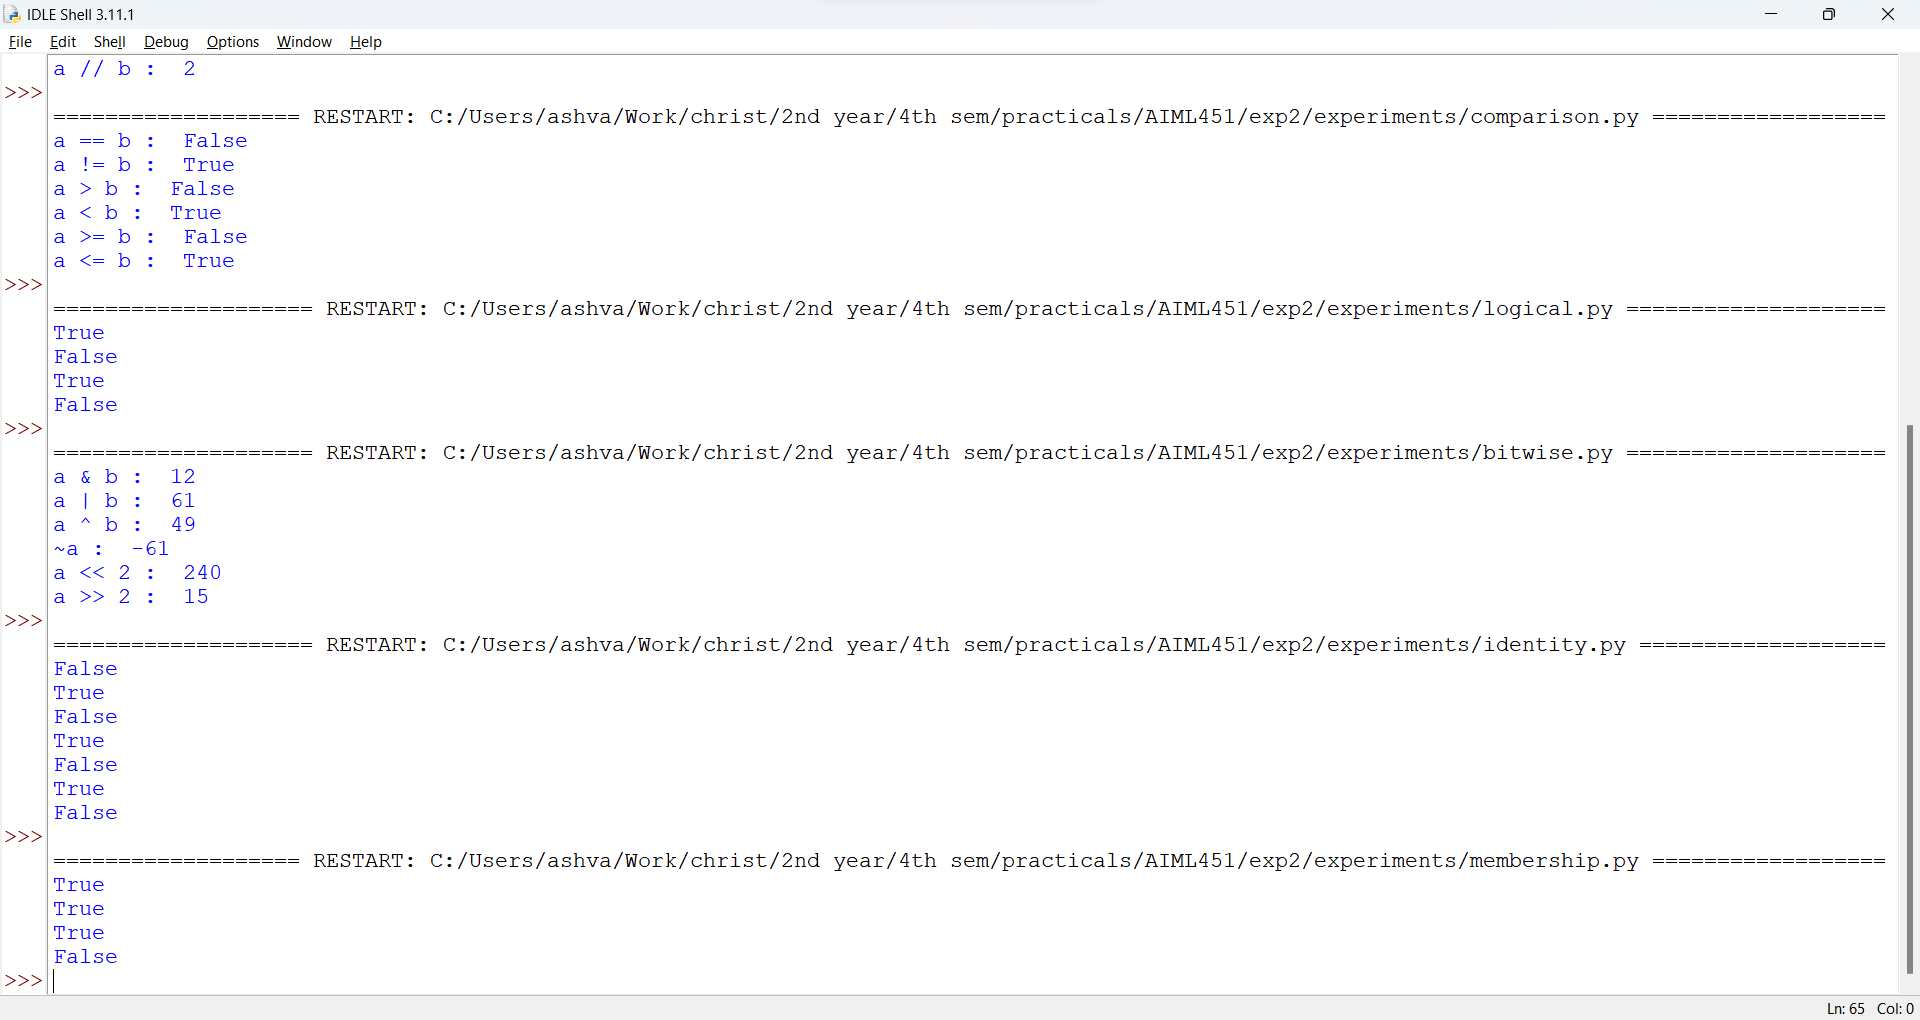 IDLE Shell 3.11.1
File Edit Shell Debug Options Window Help
a // b :  2
>>>
=================== RESTART: C:/Users/ashva/Work/christ/2nd year/4th sem/practicals/AIML451/exp2/experiments/comparison.py ==================
a == b :  False
a != b :  True
a > b :  False
a < b :  True
a >= b :  False
a <= b :  True
>>>
==================== RESTART: C:/Users/ashva/Work/christ/2nd year/4th sem/practicals/AIML451/exp2/experiments/logical.py ====================
True
False
True
False
>>>
==================== RESTART: C:/Users/ashva/Work/christ/2nd year/4th sem/practicals/AIML451/exp2/experiments/bitwise.py ====================
a & b :  12
a | b :  61
a ^ b :  49
~a :  -61
a << 2 :  240
a >> 2 :  15
>>>
==================== RESTART: C:/Users/ashva/Work/christ/2nd year/4th sem/practicals/AIML451/exp2/experiments/identity.py ===================
False
True
False
True
False
True
False
>>>
=================== RESTART: C:/Users/ashva/Work/christ/2nd year/4th sem/practicals/AIML451/exp2/experiments/membership.py ==================
True
True
True
False
>>>
Ln: 65 Col: 0